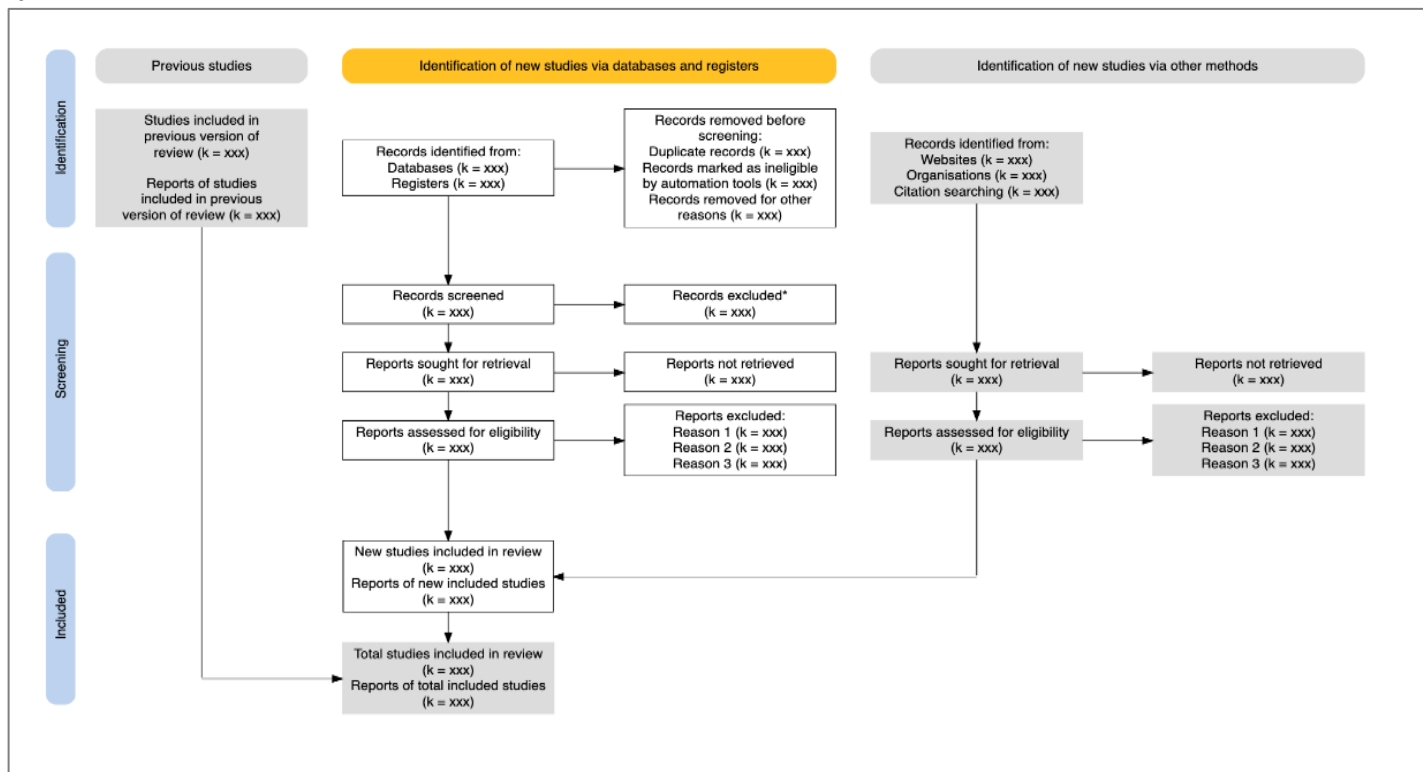 Previous studies
Identification of new studies via databases and registers
Identification of new studies via other methods
Identification
Studies included in
previous version of
review (k = xxx)
Reports of studies
included in previous
version of review (k = xxx)
Records identified from:
Databases (k = xxx)
Registers (k = xxx)
Records removed before
screening:
Duplicate records (k = xxx)
Records marked as ineligible
by automation tools (k = xxx)
Records removed for other
reasons (k = xxx)
Records identified from:
Websites (k = xxx)
Organisations (k = xxx)
Citation searching (k = xxx)
Screening
Records screened
(k = xxx)
Records excluded*
(k = xxx)
Reports sought for retrieval
(k = xxx)
Reports not retrieved
(k = xxx)
Reports sought for retrieval
(k = xxx)
Reports not retrieved
(k = xxx)
Reports assessed for eligibility
(k = xxx)
Reports excluded:
Reason 1 (k = xxx)
Reason 2 (k = xxx)
Reason 3 (k = xxx)
Reports assessed for eligibility
(k = xxx)
Reports excluded:
Reason 1 (k = xxx)
Reason 2 (k = xxx)
Reason 3 (k = xxx)
Included
New studies included in review
(k = xxx)
Reports of new included studies
(k = xxx)
Total studies included in review
(k = xxx)
Reports of total included studies
(k = xxx)